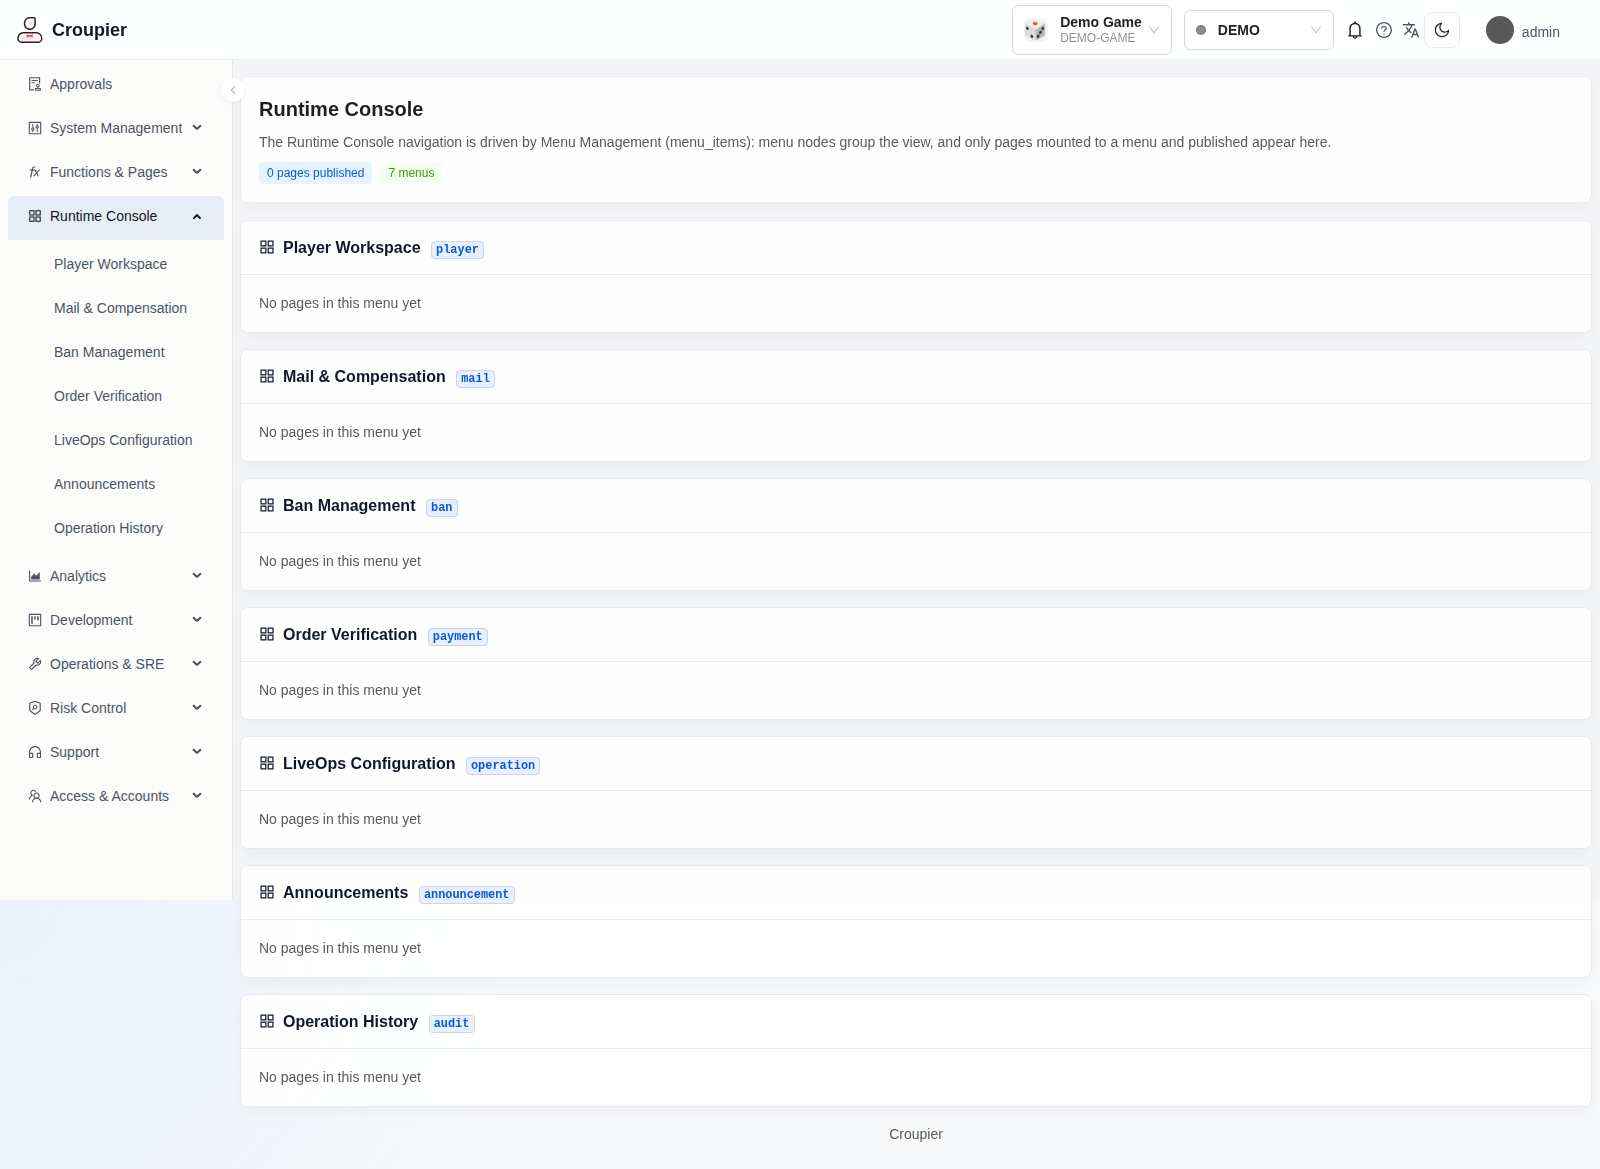 Croupier
Demo Game
DEMO-GAME
DEMO
admin
Approvals
System Management
Functions & Pages
Runtime Console
Player Workspace
Mail & Compensation
Ban Management
Order Verification
LiveOps Configuration
Announcements
Operation History
Analytics
Development
Operations & SRE
Risk Control
Support
Access & Accounts
Runtime Console
The Runtime Console navigation is driven by Menu Management (menu_items): menu nodes group the view, and only pages mounted to a menu and published appear here.
0 pages published 7 menus
Player Workspace player
No pages in this menu yet
Mail & Compensation mail
No pages in this menu yet
Ban Management ban
No pages in this menu yet
Order Verification payment
No pages in this menu yet
LiveOps Configuration operation
No pages in this menu yet
Announcements announcement
No pages in this menu yet
Operation History audit
No pages in this menu yet
Croupier